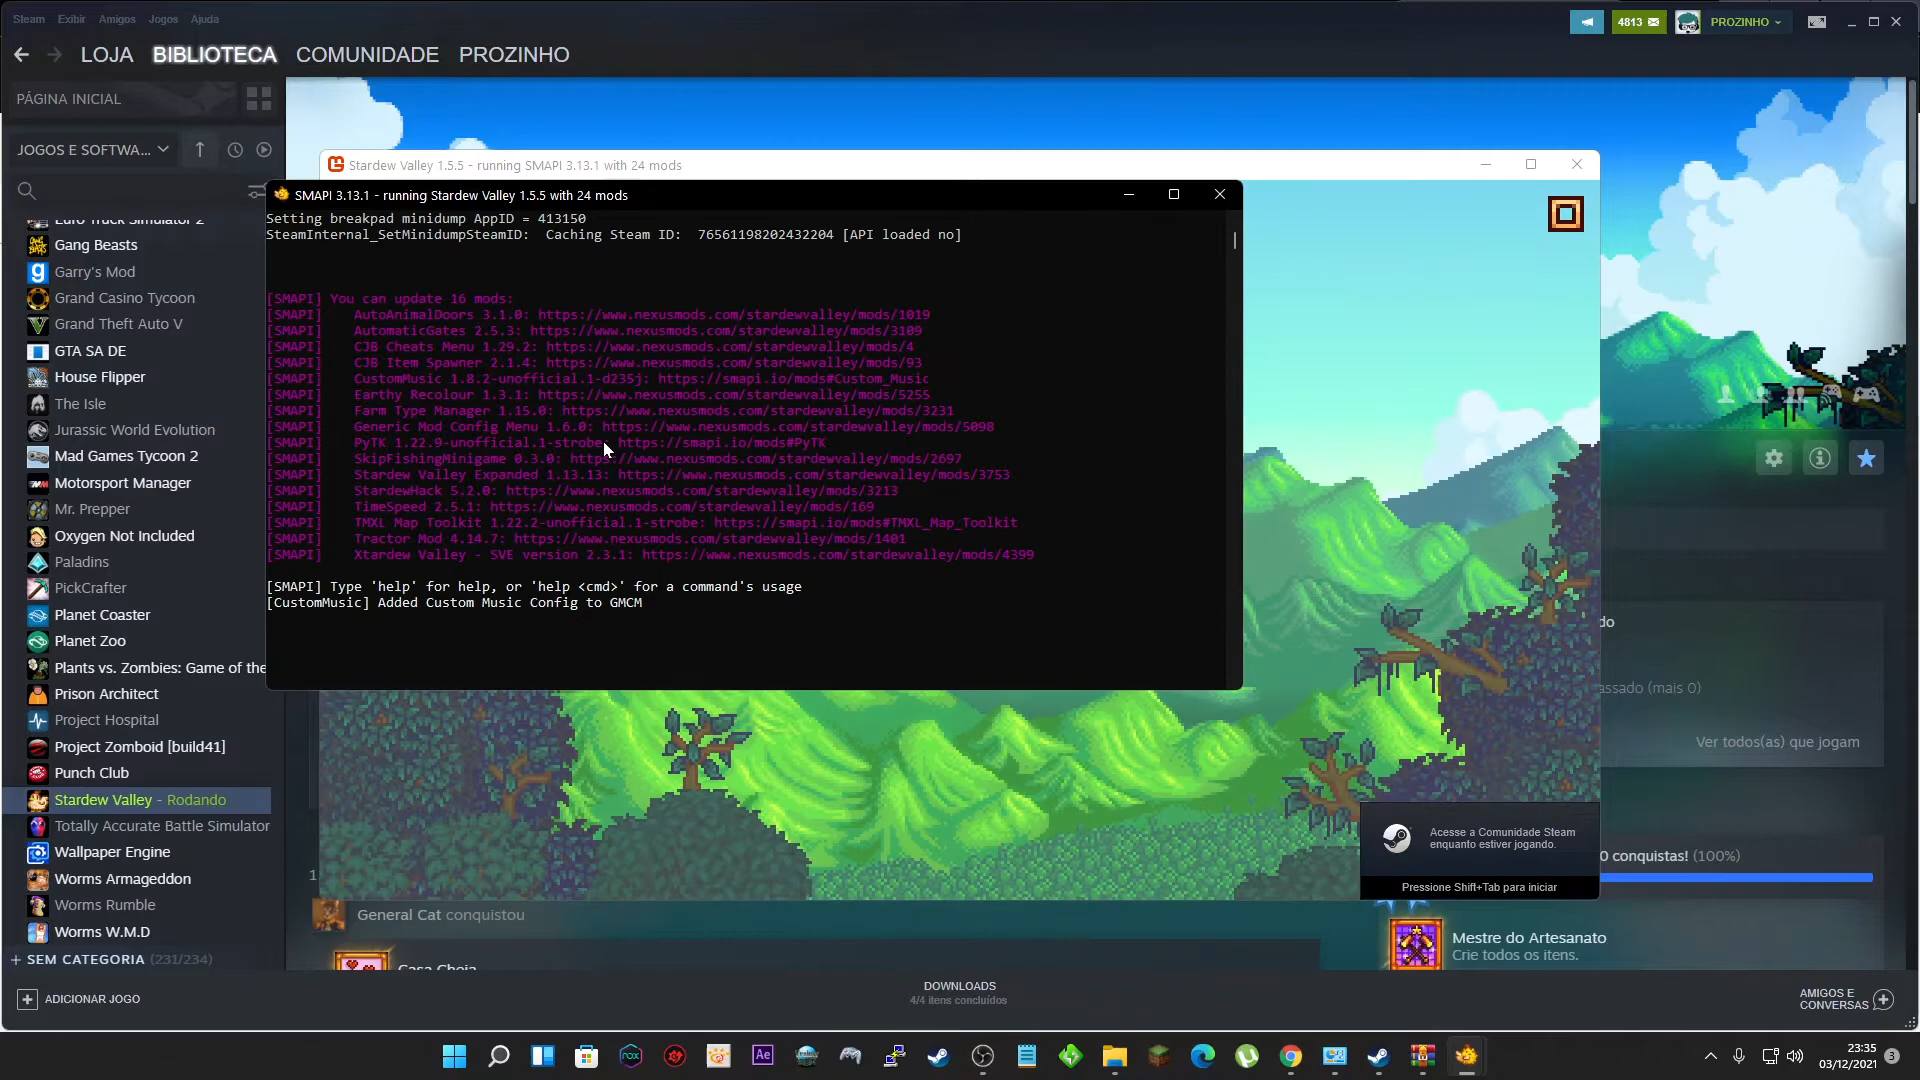 Steam Exibir Amigos Jogos Ajuda
4813
PROZINHO
LOJA BIBLIOTECA COMUNIDADE PROZINHO
PÁGINA INICIAL
JOGOS E SOFTWA...
Euro Truck Simulator 2
Gang Beasts
Garry's Mod
Grand Casino Tycoon
Grand Theft Auto V
GTA SA DE
House Flipper
The Isle
Jurassic World Evolution
Mad Games Tycoon 2
Motorsport Manager
Mr. Prepper
Oxygen Not Included
Paladins
PickCrafter
Planet Coaster
Planet Zoo
Plants vs. Zombies: Game of the
Prison Architect
Project Hospital
Project Zomboid [build41]
Punch Club
Stardew Valley - Rodando
Totally Accurate Battle Simulator
Wallpaper Engine
Worms Armageddon
Worms Rumble
Worms W.M.D
+ SEM CATEGORIA (231/234)
ADICIONAR JOGO
Stardew Valley 1.5.5 - running SMAPI 3.13.1 with 24 mods
SMAPI 3.13.1 - running Stardew Valley 1.5.5 with 24 mods
Setting breakpad minidump AppID = 413150
SteamInternal_SetMinidumpSteamID: Caching Steam ID: 76561198202432204 [API loaded no]
[SMAPI] You can update 16 mods:
[SMAPI] AutoAnimalDoors 3.1.0: https://www.nexusmods.com/stardewvalley/mods/1019
[SMAPI] AutomaticGates 2.5.3: https://www.nexusmods.com/stardewvalley/mods/3109
[SMAPI] CJB Cheats Menu 1.29.2: https://www.nexusmods.com/stardewvalley/mods/4
[SMAPI] CJB Item Spawner 2.1.4: https://www.nexusmods.com/stardewvalley/mods/93
[SMAPI] CustomMusic 1.8.2-unofficial.1-d235j: https://smapi.io/mods#Custom_Music
[SMAPI] Earthy Recolour 1.3.1: https://www.nexusmods.com/stardewvalley/mods/5255
[SMAPI] Farm Type Manager 1.15.0: https://www.nexusmods.com/stardewvalley/mods/3231
[SMAPI] Generic Mod Config Menu 1.6.0: https://www.nexusmods.com/stardewvalley/mods/5098
[SMAPI] PyTK 1.22.9-unofficial.1-strobe: https://smapi.io/mods#PyTK
[SMAPI] SkipFishingMinigame 0.3.0: https://www.nexusmods.com/stardewvalley/mods/2697
[SMAPI] Stardew Valley Expanded 1.13.13: https://www.nexusmods.com/stardewvalley/mods/3753
[SMAPI] StardewHack 5.2.0: https://www.nexusmods.com/stardewvalley/mods/3213
[SMAPI] TimeSpeed 2.5.1: https://www.nexusmods.com/stardewvalley/mods/169
[SMAPI] TMXL Map Toolkit 1.22.2-unofficial.1-strobe: https://smapi.io/mods#TMXL_Map_Toolkit
[SMAPI] Tractor Mod 4.14.7: https://www.nexusmods.com/stardewvalley/mods/1401
[SMAPI] Xtardew Valley - SVE version 2.3.1: https://www.nexusmods.com/stardewvalley/mods/4399
[SMAPI] Type 'help' for help, or 'help <cmd>' for a command's usage
[CustomMusic] Added Custom Music Config to GMCM
do
assado (mais 0)
Ver todos(as) que jogam
Acesse a Comunidade Steam
enquanto estiver jogando.
Pressione Shift+Tab para iniciar
0 conquistas! (100%)
1
General Cat conquistou
Casa Cheia
Mestre do Artesanato
Crie todos os itens.
DOWNLOADS
4/4 itens concluídos
AMIGOS E
CONVERSAS
nox
Ae
23:35
03/12/2021
3